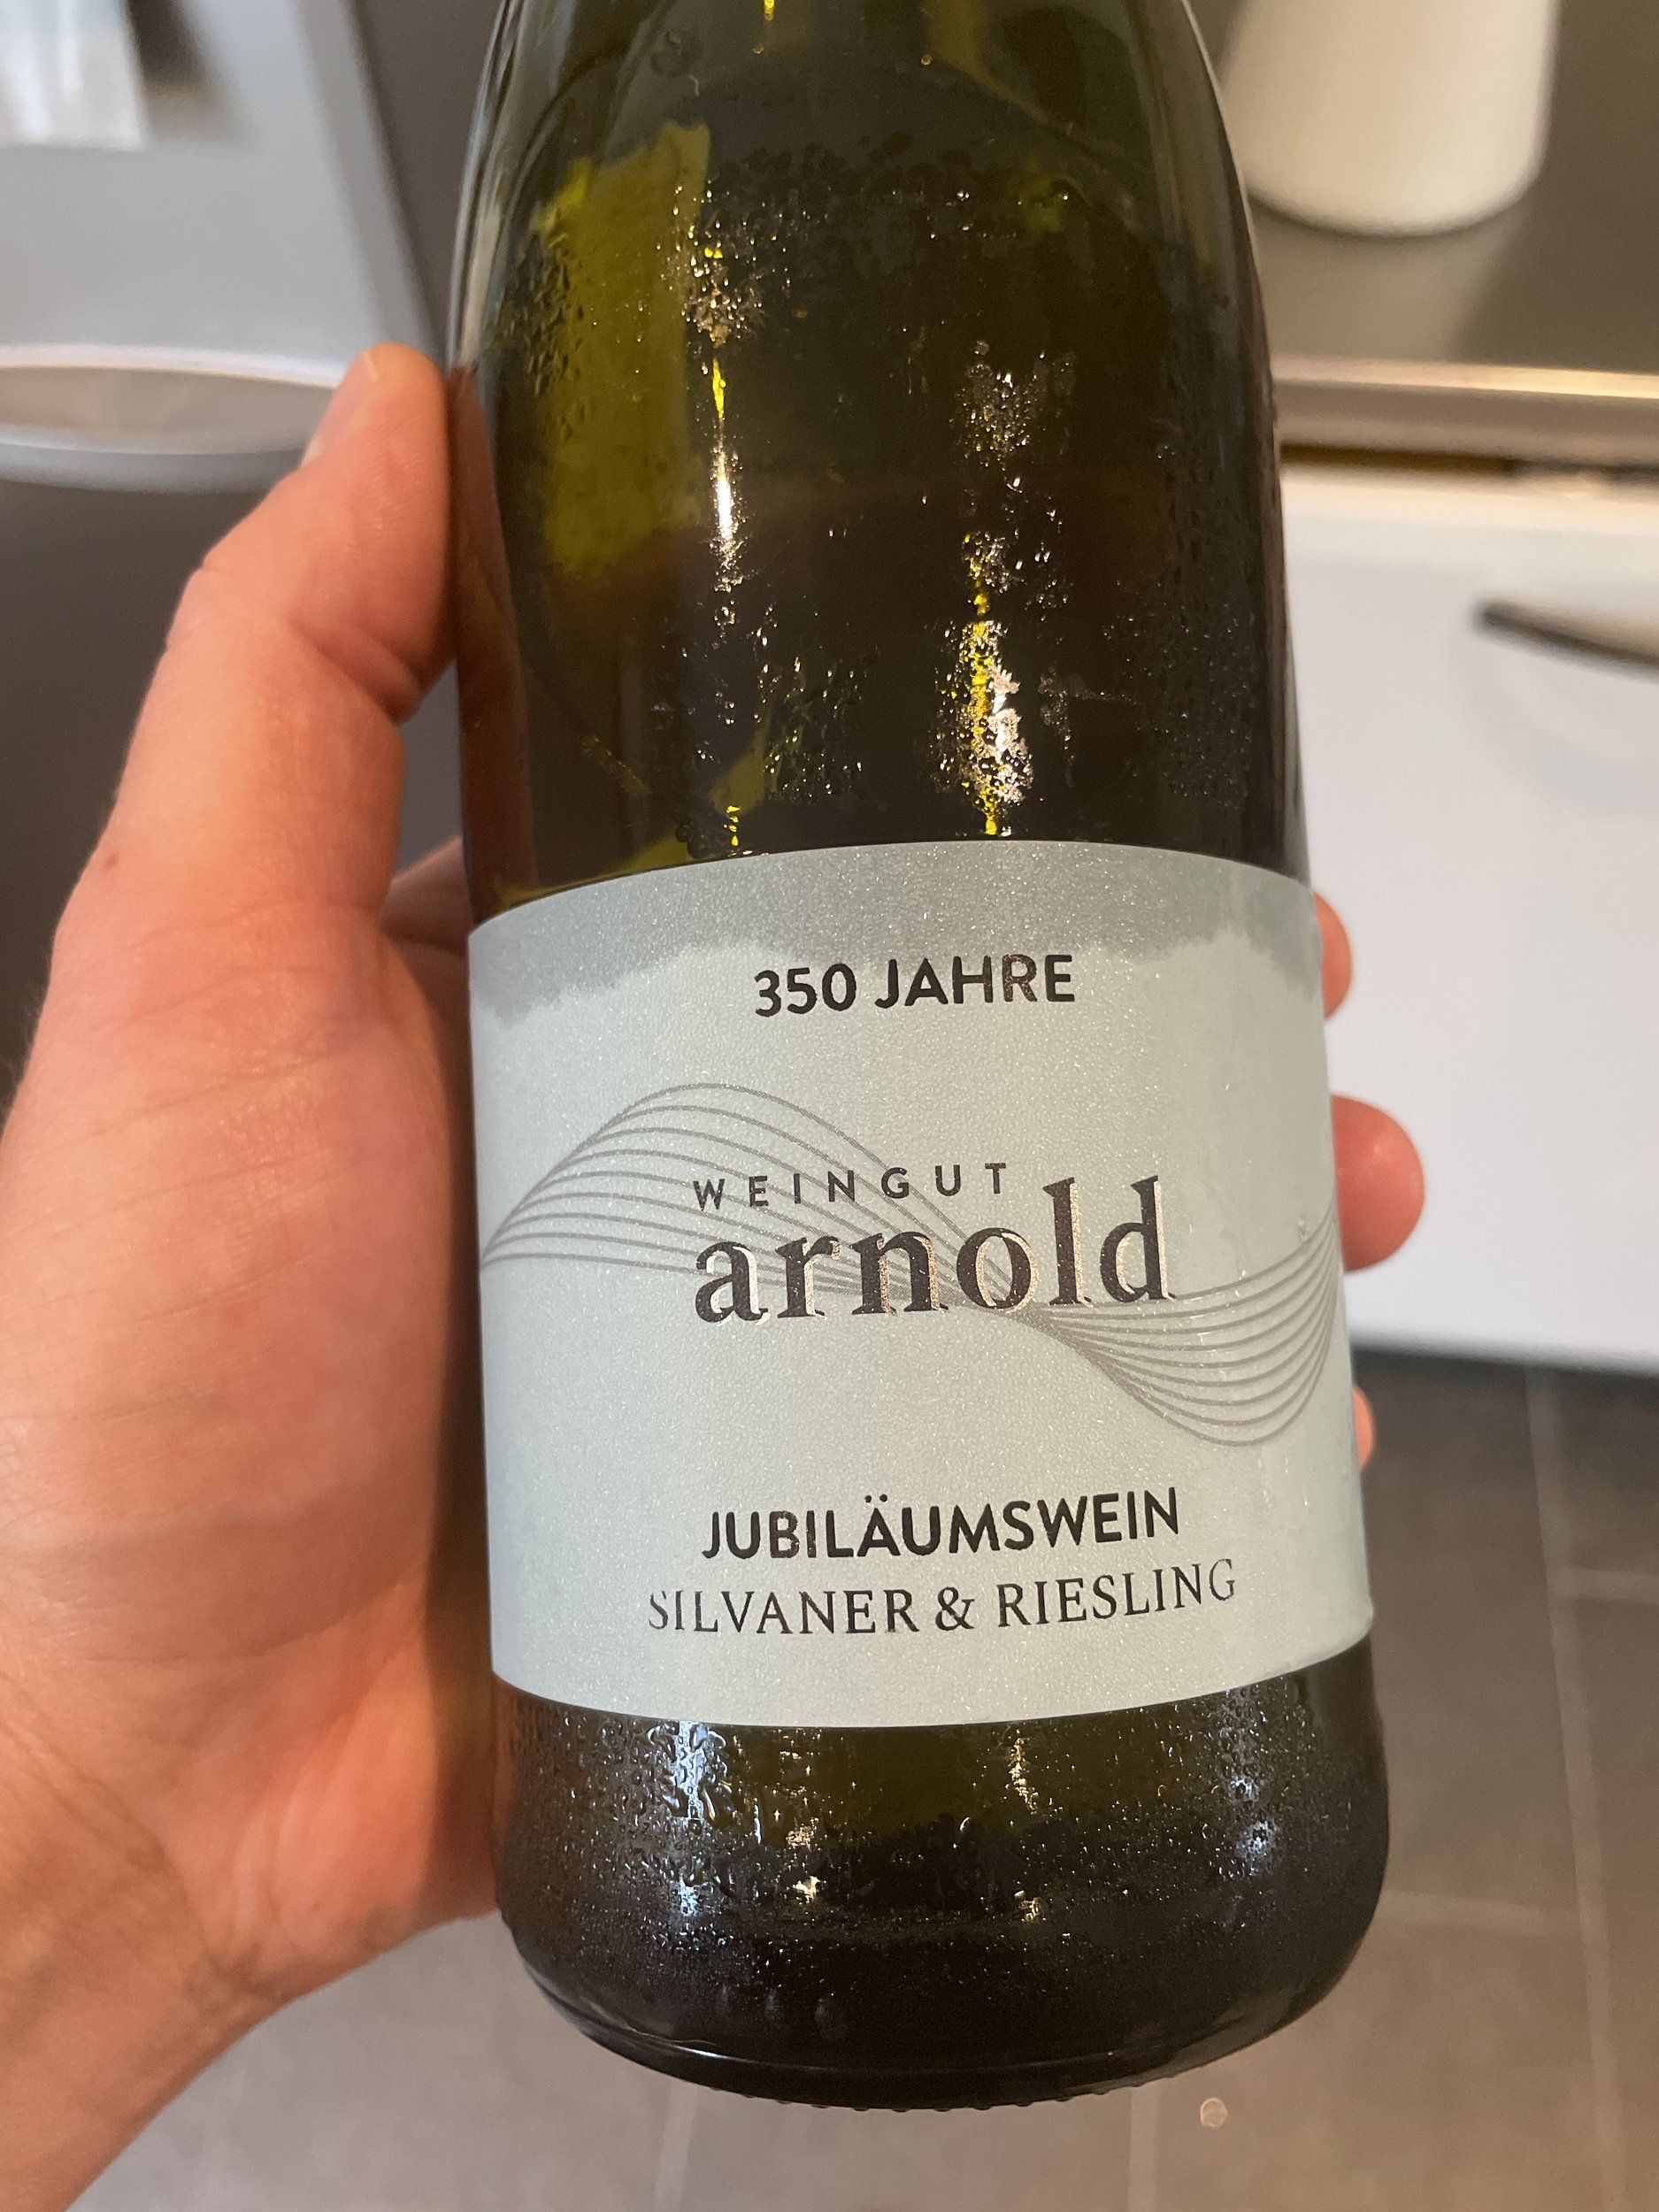 350 JAHRE
WEINGUT
arnold
JUBILÄUMSWEIN
SILVANER & RIESLING